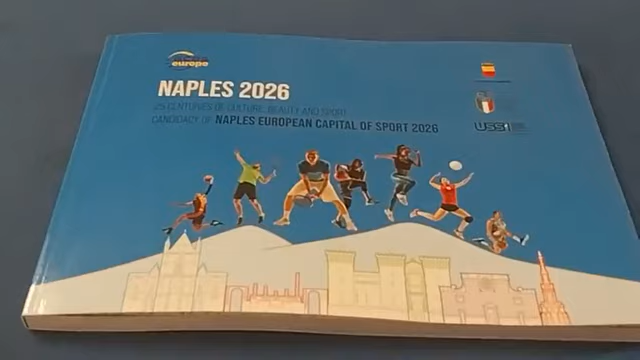 europe
NAPLES 2026
25 CENTURIES OF CULTURE, BEAUTY AND SPORT
CANDIDACY OF NAPLES EUROPEAN CAPITAL OF SPORT 2026
USSI